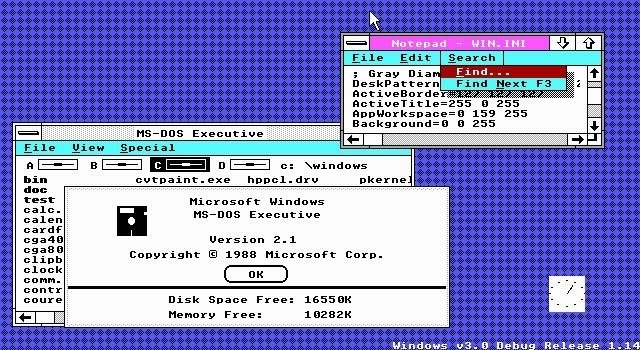 Notepad - WIN.INI
File Edit Search
Find...
Find Next F3
; Gray Diam
DeskPattern
ActiveBorder=127 127 127
ActiveTitle=255 0 255
AppWorkspace=0 159 255
Background=0 0 255
MS-DOS Executive
File View Special
A B C D c: \windows
bin cvtpaint.exe hppcl.drv pkernel
doc
test
calc.
calen
cardf
cga40
cga80
clipb
clock
comm.
contr
coure
Microsoft Windows
MS-DOS Executive
Version 2.1
Copyright © 1988 Microsoft Corp.
OK
Disk Space Free: 16550K
Memory Free: 10282K
Windows v3.0 Debug Release 1.14